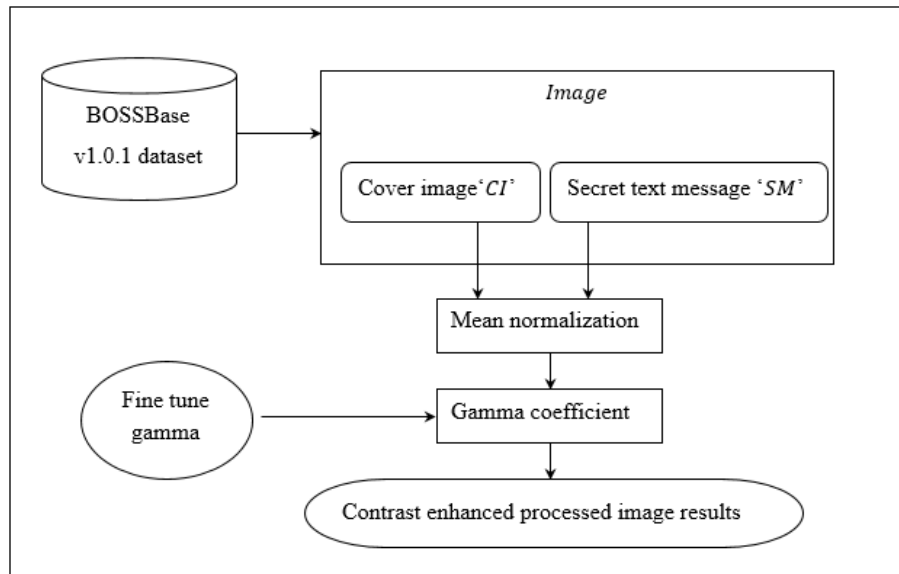 BOSSBase
v1.0.1 dataset
Image
Cover image‘CI’
Secret text message ‘SM’
Mean normalization
Fine tune
gamma
Gamma coefficient
Contrast enhanced processed image results